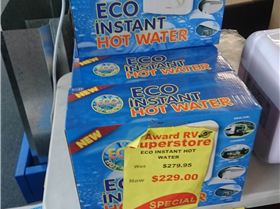 ECO
INSTANT
HOT WATER
NEW
ECO
INSTANT
HOT WATER
NEW
ECO
INSTANT
HOT WATER
NEW
Award RV
Superstore
ECO INSTANT HOT
WATER
Was $279.95
Now $229.00
SPECIAL